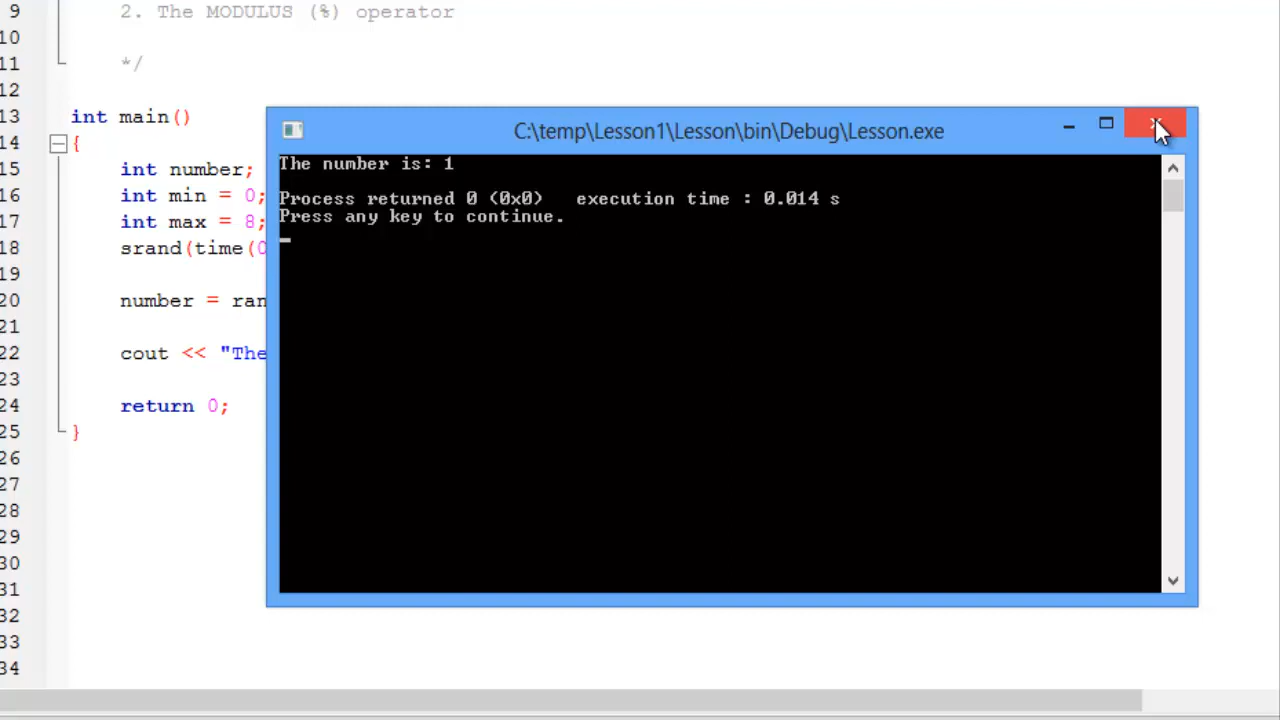 9 2. The MODULUS (%) operator
10
11 */
12
13 int main()
14 {
15 int number;
16 int min = 0;
17 int max = 8;
18 srand(time(0
19
20 number = ran
21
22 cout << "The
23
24 return 0;
25 }
26
27
28
29
30
31
32
33
34
C:\temp\Lesson1\Lesson\bin\Debug\Lesson.exe
The number is: 1
Process returned 0 (0x0) execution time : 0.014 s
Press any key to continue.